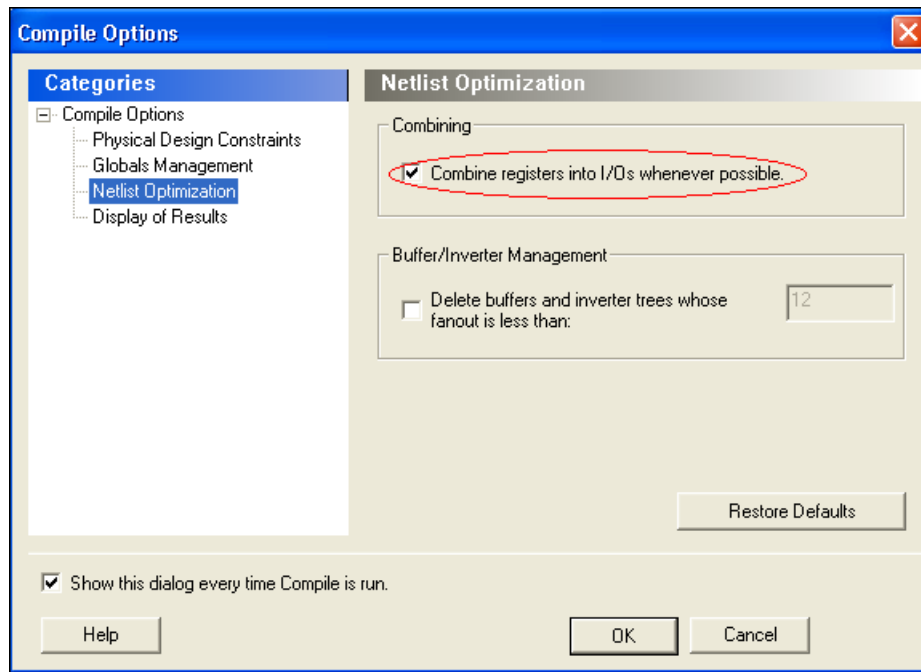 Compile Options
Categories
Compile Options
Physical Design Constraints
Globals Management
Netlist Optimization
Display of Results
Netlist Optimization
Combining
Combine registers into I/Os whenever possible.
Buffer/Inverter Management
Delete buffers and inverter trees whose
fanout is less than:
12
Restore Defaults
Show this dialog every time Compile is run.
Help
OK
Cancel